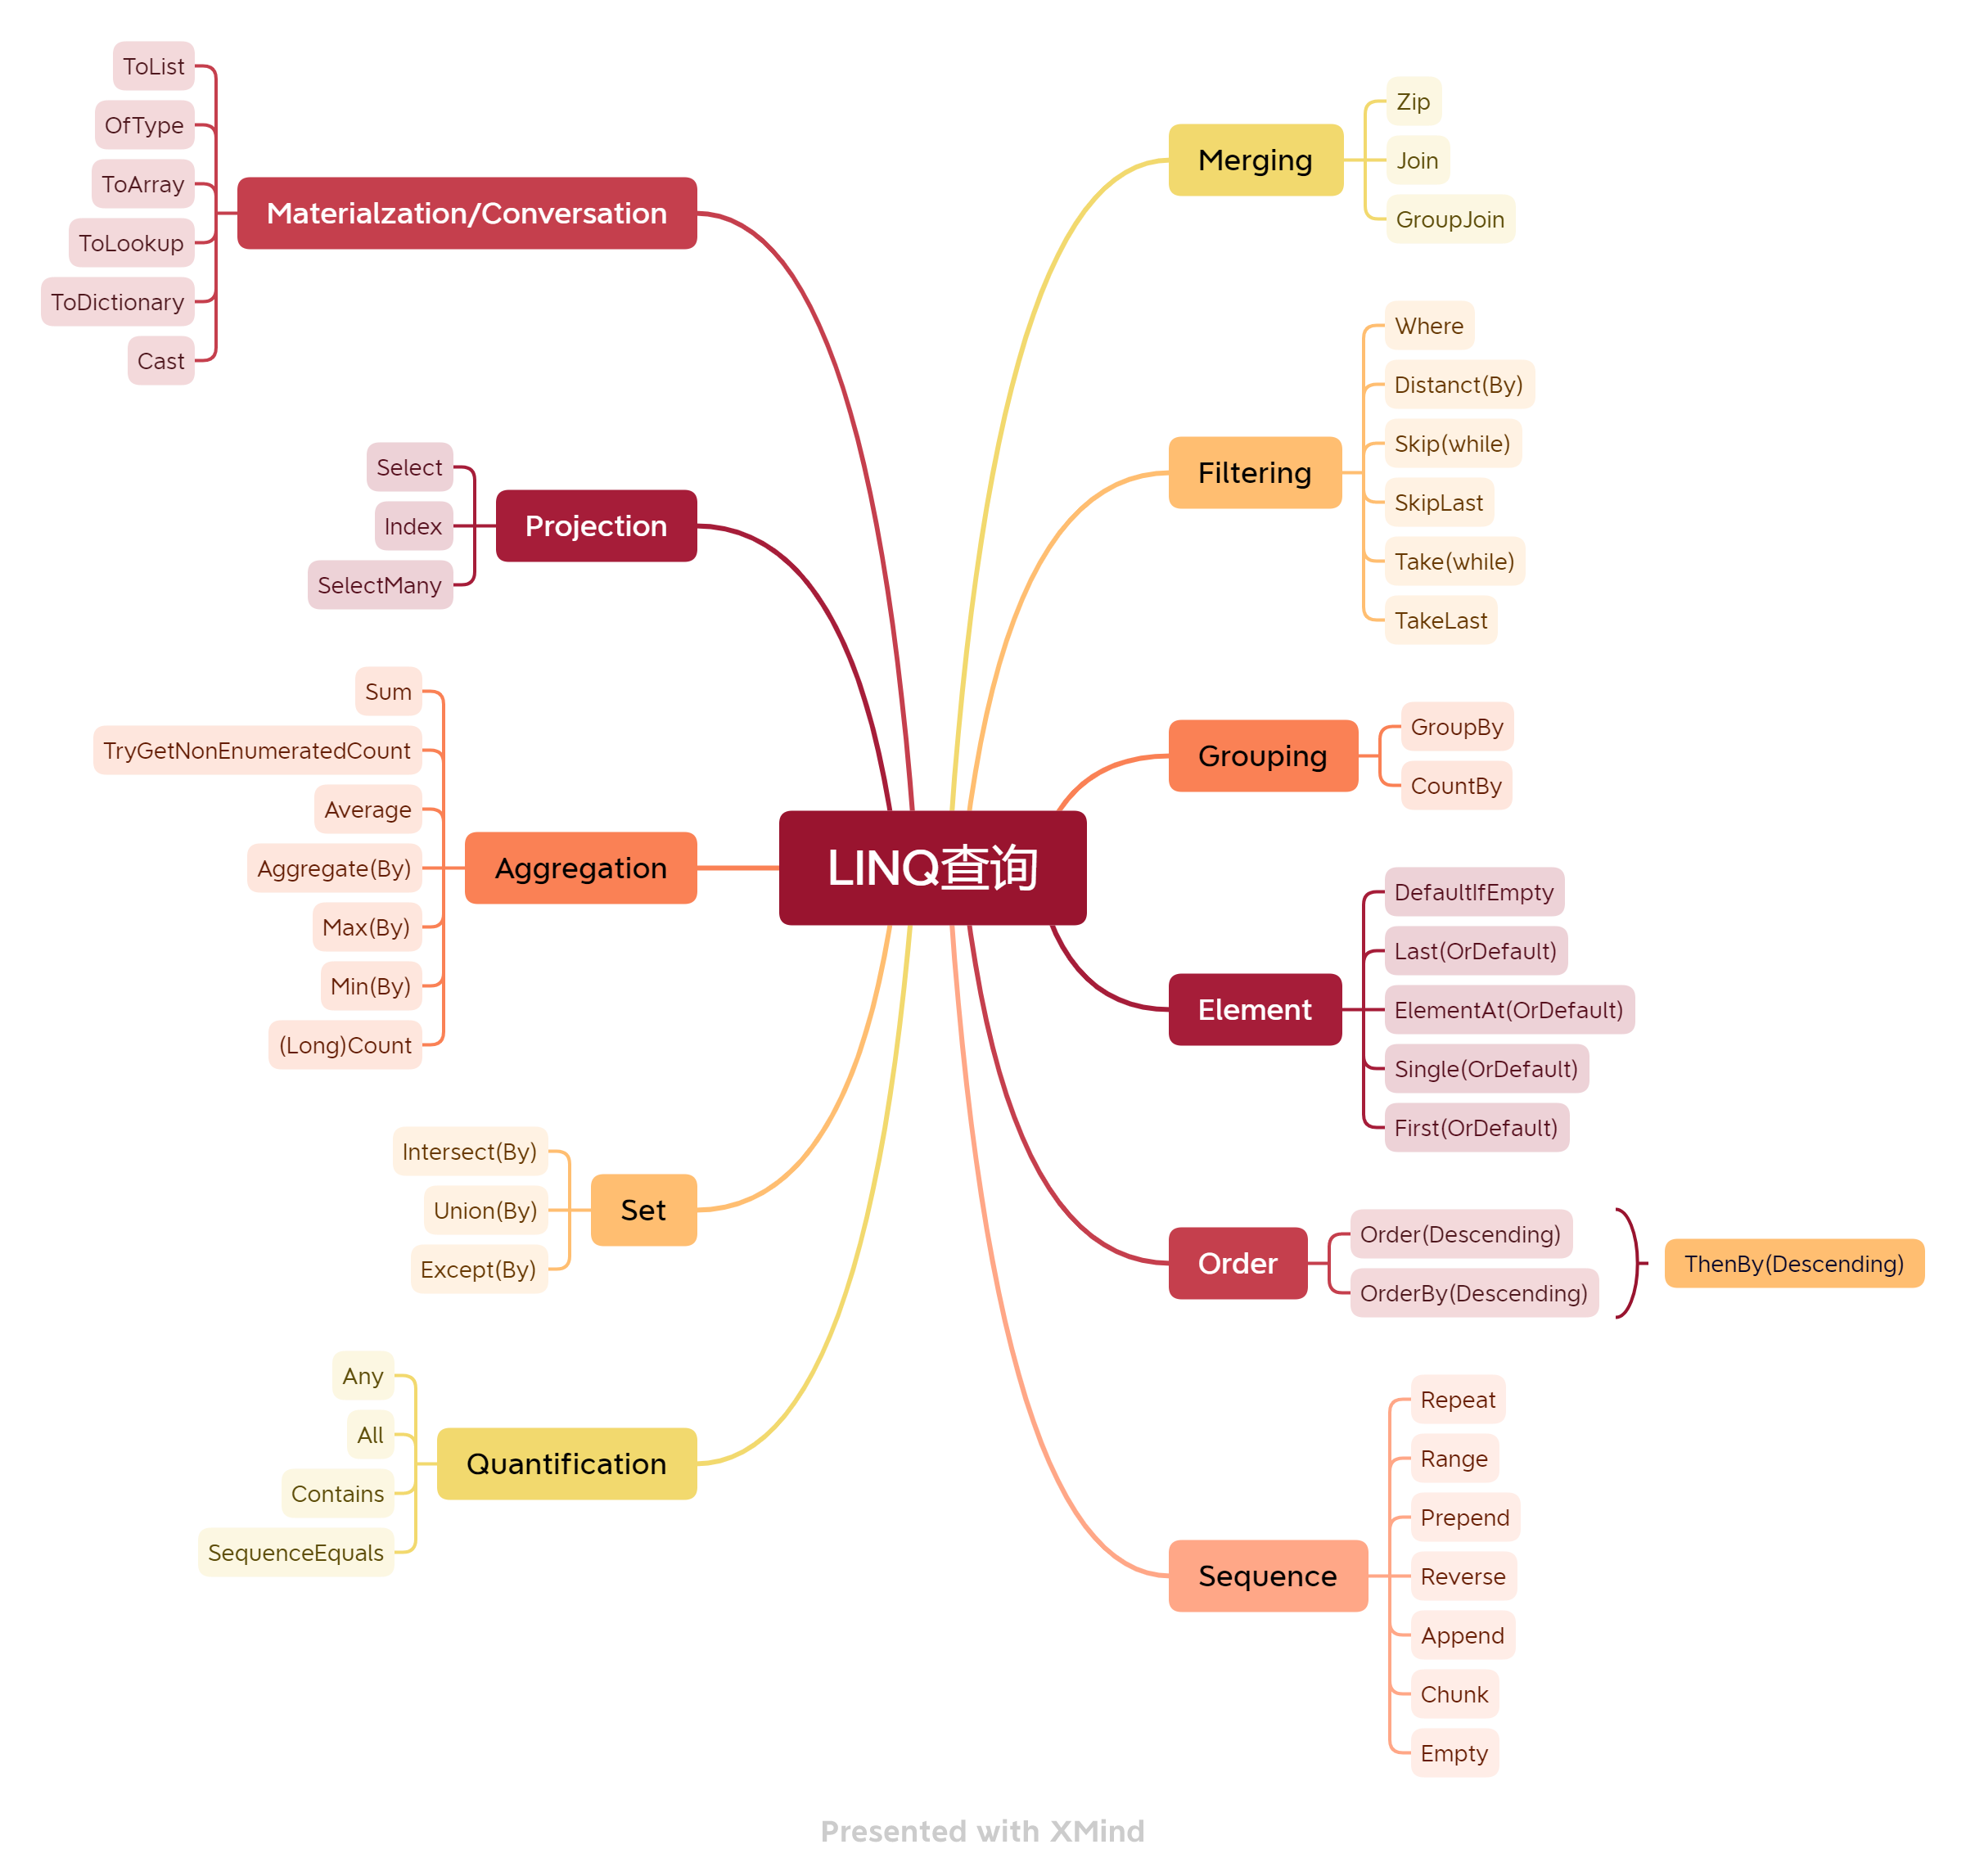 LINQ查询
Merging
Zip
Join
GroupJoin
Filtering
Where
Distanct(By)
Skip(while)
SkipLast
Take(while)
TakeLast
Grouping
GroupBy
CountBy
Element
DefaultIfEmpty
Last(OrDefault)
ElementAt(OrDefault)
Single(OrDefault)
First(OrDefault)
Order
Order(Descending)
OrderBy(Descending)
ThenBy(Descending)
Sequence
Repeat
Range
Prepend
Reverse
Append
Chunk
Empty
Materialzation/Conversation
ToList
OfType
ToArray
ToLookup
ToDictionary
Cast
Projection
Select
Index
SelectMany
Aggregation
Sum
TryGetNonEnumeratedCount
Average
Aggregate(By)
Max(By)
Min(By)
(Long)Count
Set
Intersect(By)
Union(By)
Except(By)
Quantification
Any
All
Contains
SequenceEquals
Presented with XMind